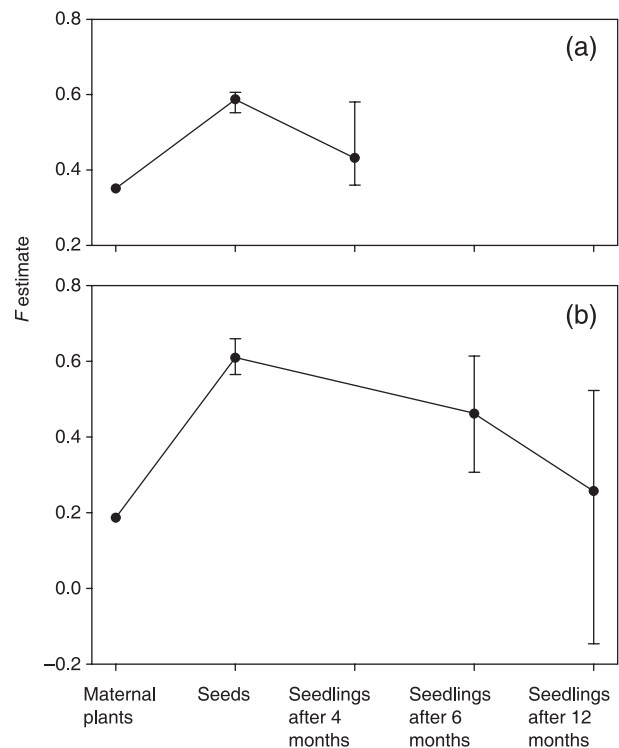 0.8
(a)
0.6
0.4
0.2
F estimate
0.8
(b)
0.6
0.4
0.2
0.0
–0.2
Maternal
plants
Seeds
Seedlings
after 4
months
Seedlings
after 6
months
Seedlings
after 12
months